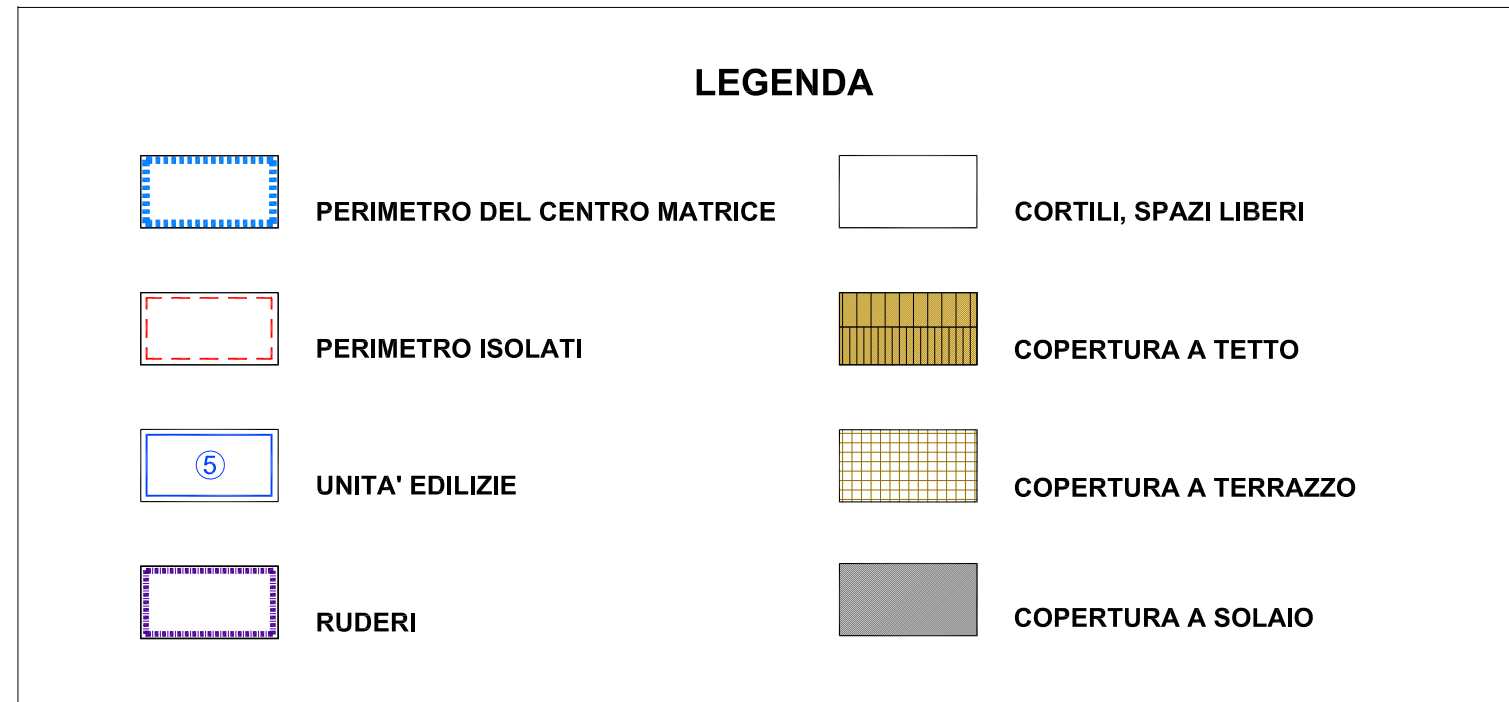 LEGENDA
PERIMETRO DEL CENTRO MATRICE
CORTILI, SPAZI LIBERI
PERIMETRO ISOLATI
COPERTURA A TETTO
5
UNITA' EDILIZIE
COPERTURA A TERRAZZO
RUDERI
COPERTURA A SOLAIO